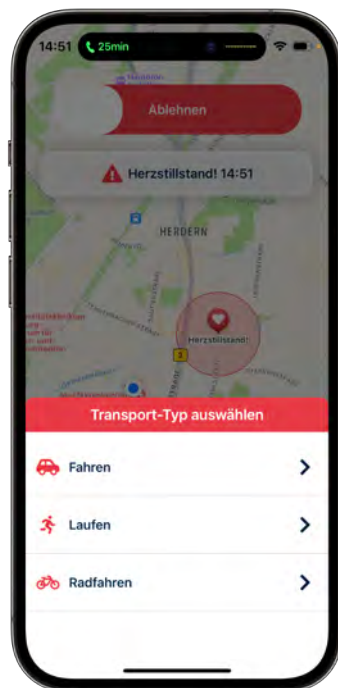 14:51
25min
Ablehnen
Herzstillstand! 14:51
HERDERN
Herzstillstand!
3
Transport-Typ auswählen
Fahren
Laufen
Radfahren